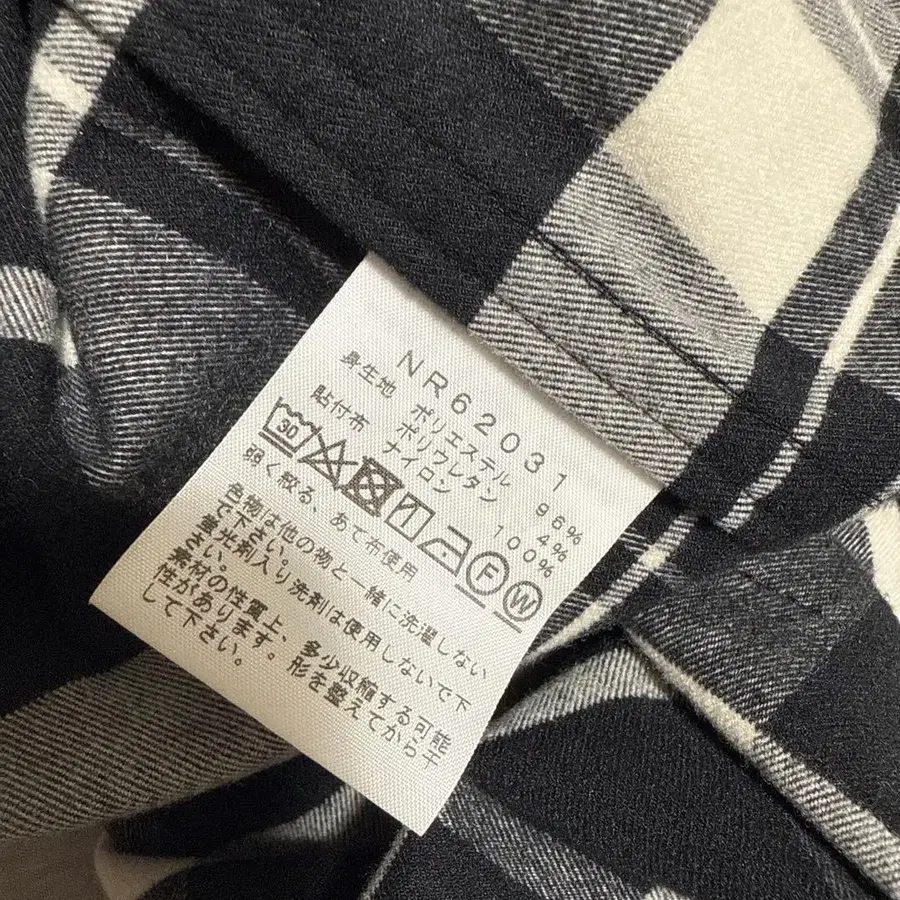 NR62031
身生地 ポリエステル 96%
ポリウレタン 4%
貼付布 ナイロン 100%
30 F W
弱く絞る、あて布使用
色物は他の物と一緒に洗濯しない
で下さい。
蛍光剤入り洗剤は使用しないで下
さい。
素材の性質上、多少収縮する可能
性があります。形を整えてから干
して下さい。